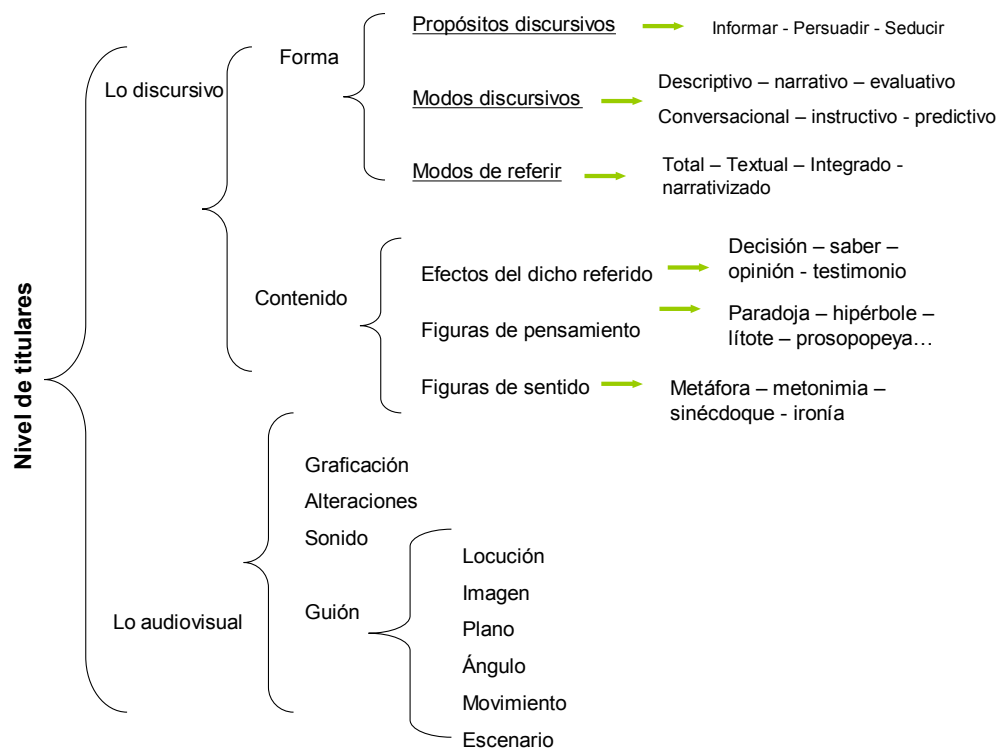 Nivel de titulares
Lo discursivo
Forma
Propósitos discursivos
Informar - Persuadir - Seducir
Modos discursivos
Descriptivo – narrativo – evaluativo
Conversacional – instructivo - predictivo
Modos de referir
Total – Textual – Integrado -
narrativizado
Contenido
Efectos del dicho referido
Decisión – saber –
opinión - testimonio
Figuras de pensamiento
Paradoja – hipérbole –
lítote – prosopopeya…
Figuras de sentido
Metáfora – metonimia –
sinécdoque - ironía
Lo audiovisual
Graficación
Alteraciones
Sonido
Guión
Locución
Imagen
Plano
Ángulo
Movimiento
Escenario